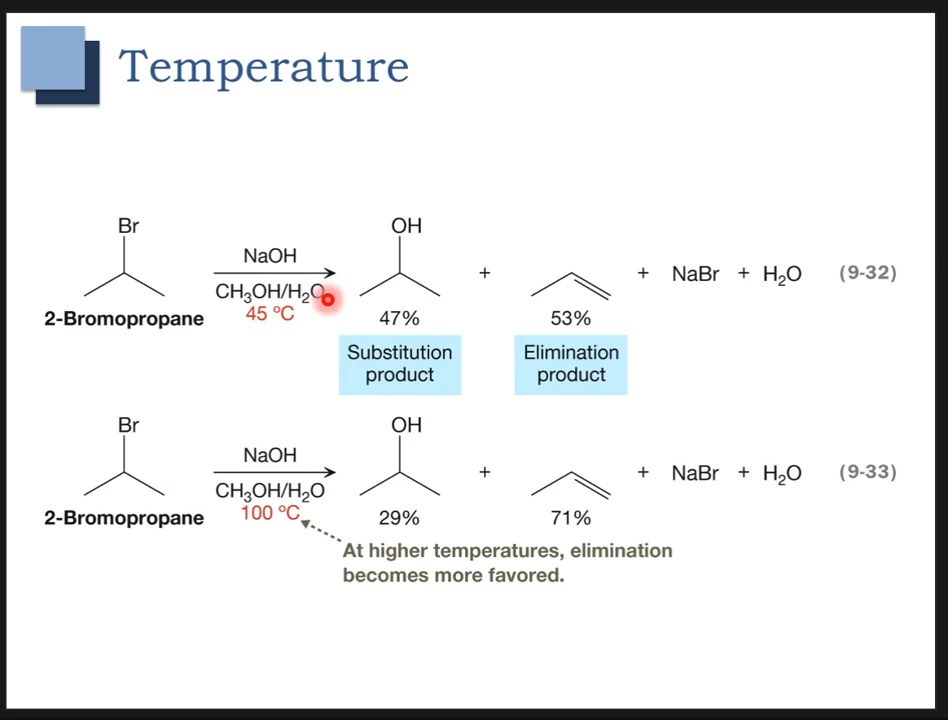 Temperature
Br
OH
NaOH
CH₃OH/H₂O
45 ºC
+
+ NaBr + H₂O (9-32)
2-Bromopropane
47%
53%
Substitution
product
Elimination
product
Br
OH
NaOH
CH₃OH/H₂O
100 ºC
+
+ NaBr + H₂O (9-33)
2-Bromopropane
29%
71%
At higher temperatures, elimination
becomes more favored.